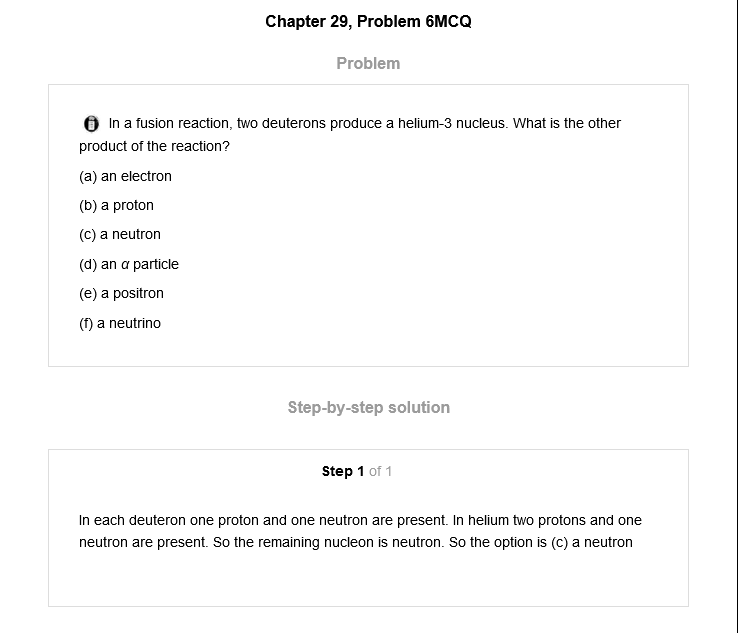 Chapter 29, Problem 6MCQ
Problem
In a fusion reaction, two deuterons produce a helium-3 nucleus. What is the other
product of the reaction?
(a) an electron
(b) a proton
(c) a neutron
(d) an α particle
(e) a positron
(f) a neutrino
Step-by-step solution
Step 1 of 1
In each deuteron one proton and one neutron are present. In helium two protons and one
neutron are present. So the remaining nucleon is neutron. So the option is (c) a neutron